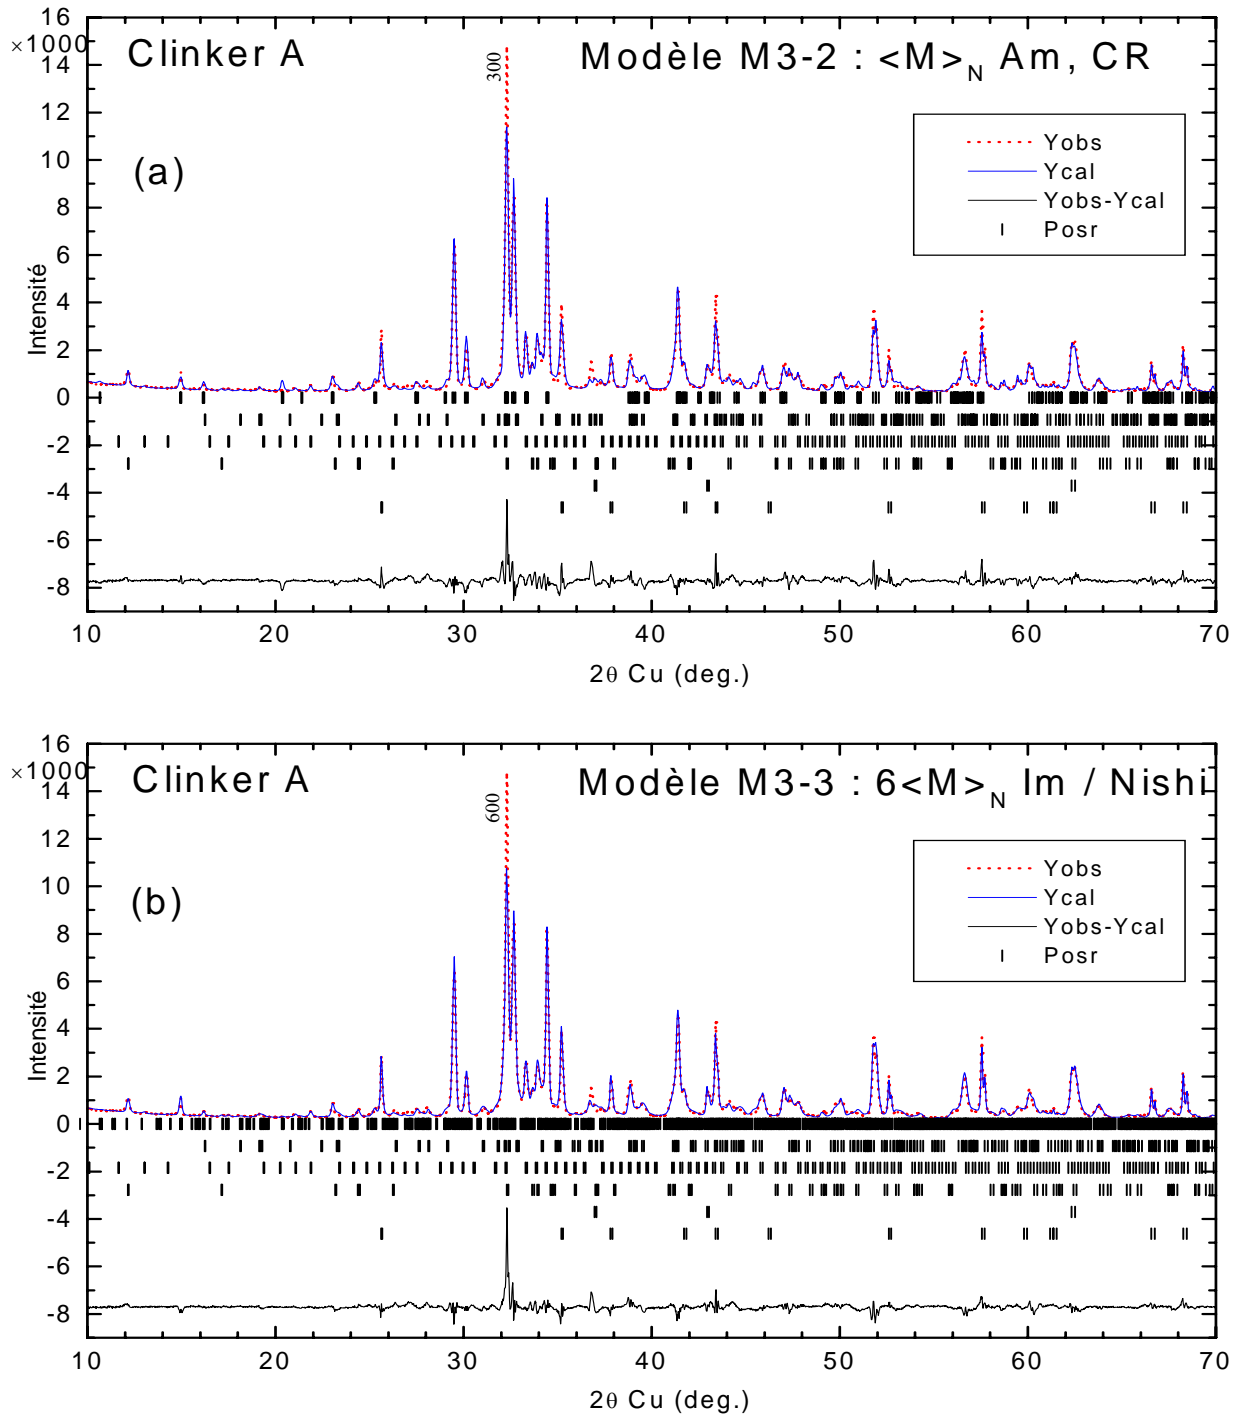 16
×1000
14
12
10
8
6
4
2
0
-2
-4
-6
-8
Intensité
Clinker A
Modèle M3-2 : <M>N Am, CR
(a)
300
Yobs
Ycal
Yobs-Ycal
Posr
10 20 30 40 50 60 70
2θ Cu (deg.)
16
×1000
14
12
10
8
6
4
2
0
-2
-4
-6
-8
Intensité
Clinker A
Modèle M3-3 : 6<M>N Im / Nishi
(b)
600
Yobs
Ycal
Yobs-Ycal
Posr
10 20 30 40 50 60 70
2θ Cu (deg.)